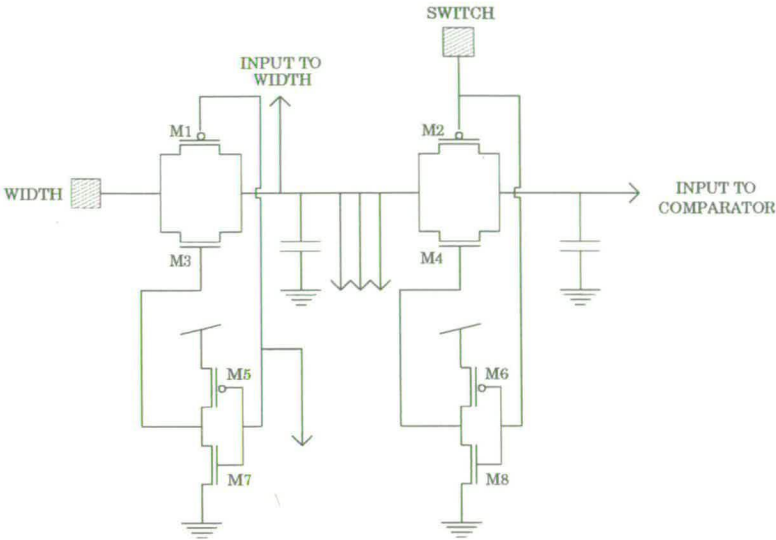 SWITCH
INPUT TO
WIDTH
M1
M2
WIDTH
INPUT TO
COMPARATOR
M3
M4
M5
M6
M7
M8